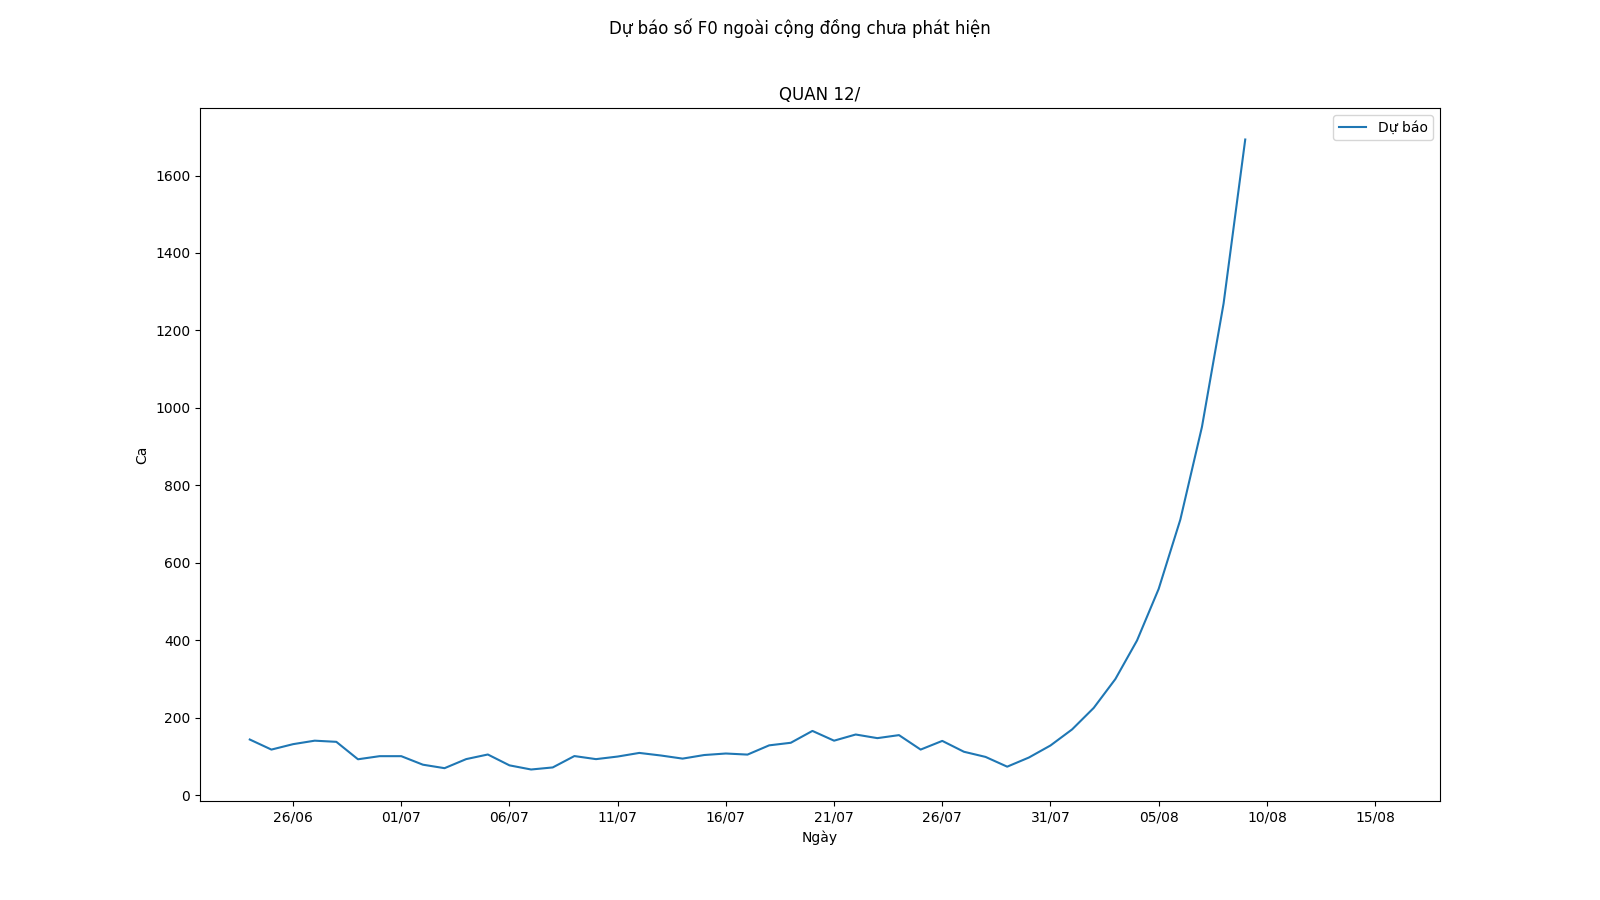 Dự báo số F0 ngoài cộng đồng chưa phát hiện
QUAN 12/
Dự báo
1600
1400
1200
1000
800
600
400
200
0
Ca
26/06 01/07 06/07 11/07 16/07 21/07 26/07 31/07 05/08 10/08 15/08
Ngày